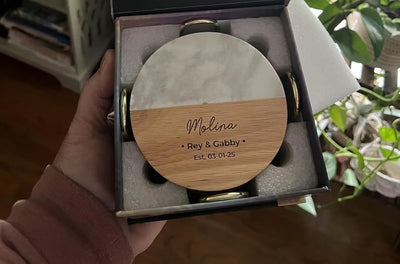 Molina
• Rey & Gabby •
Est. 03·01·25